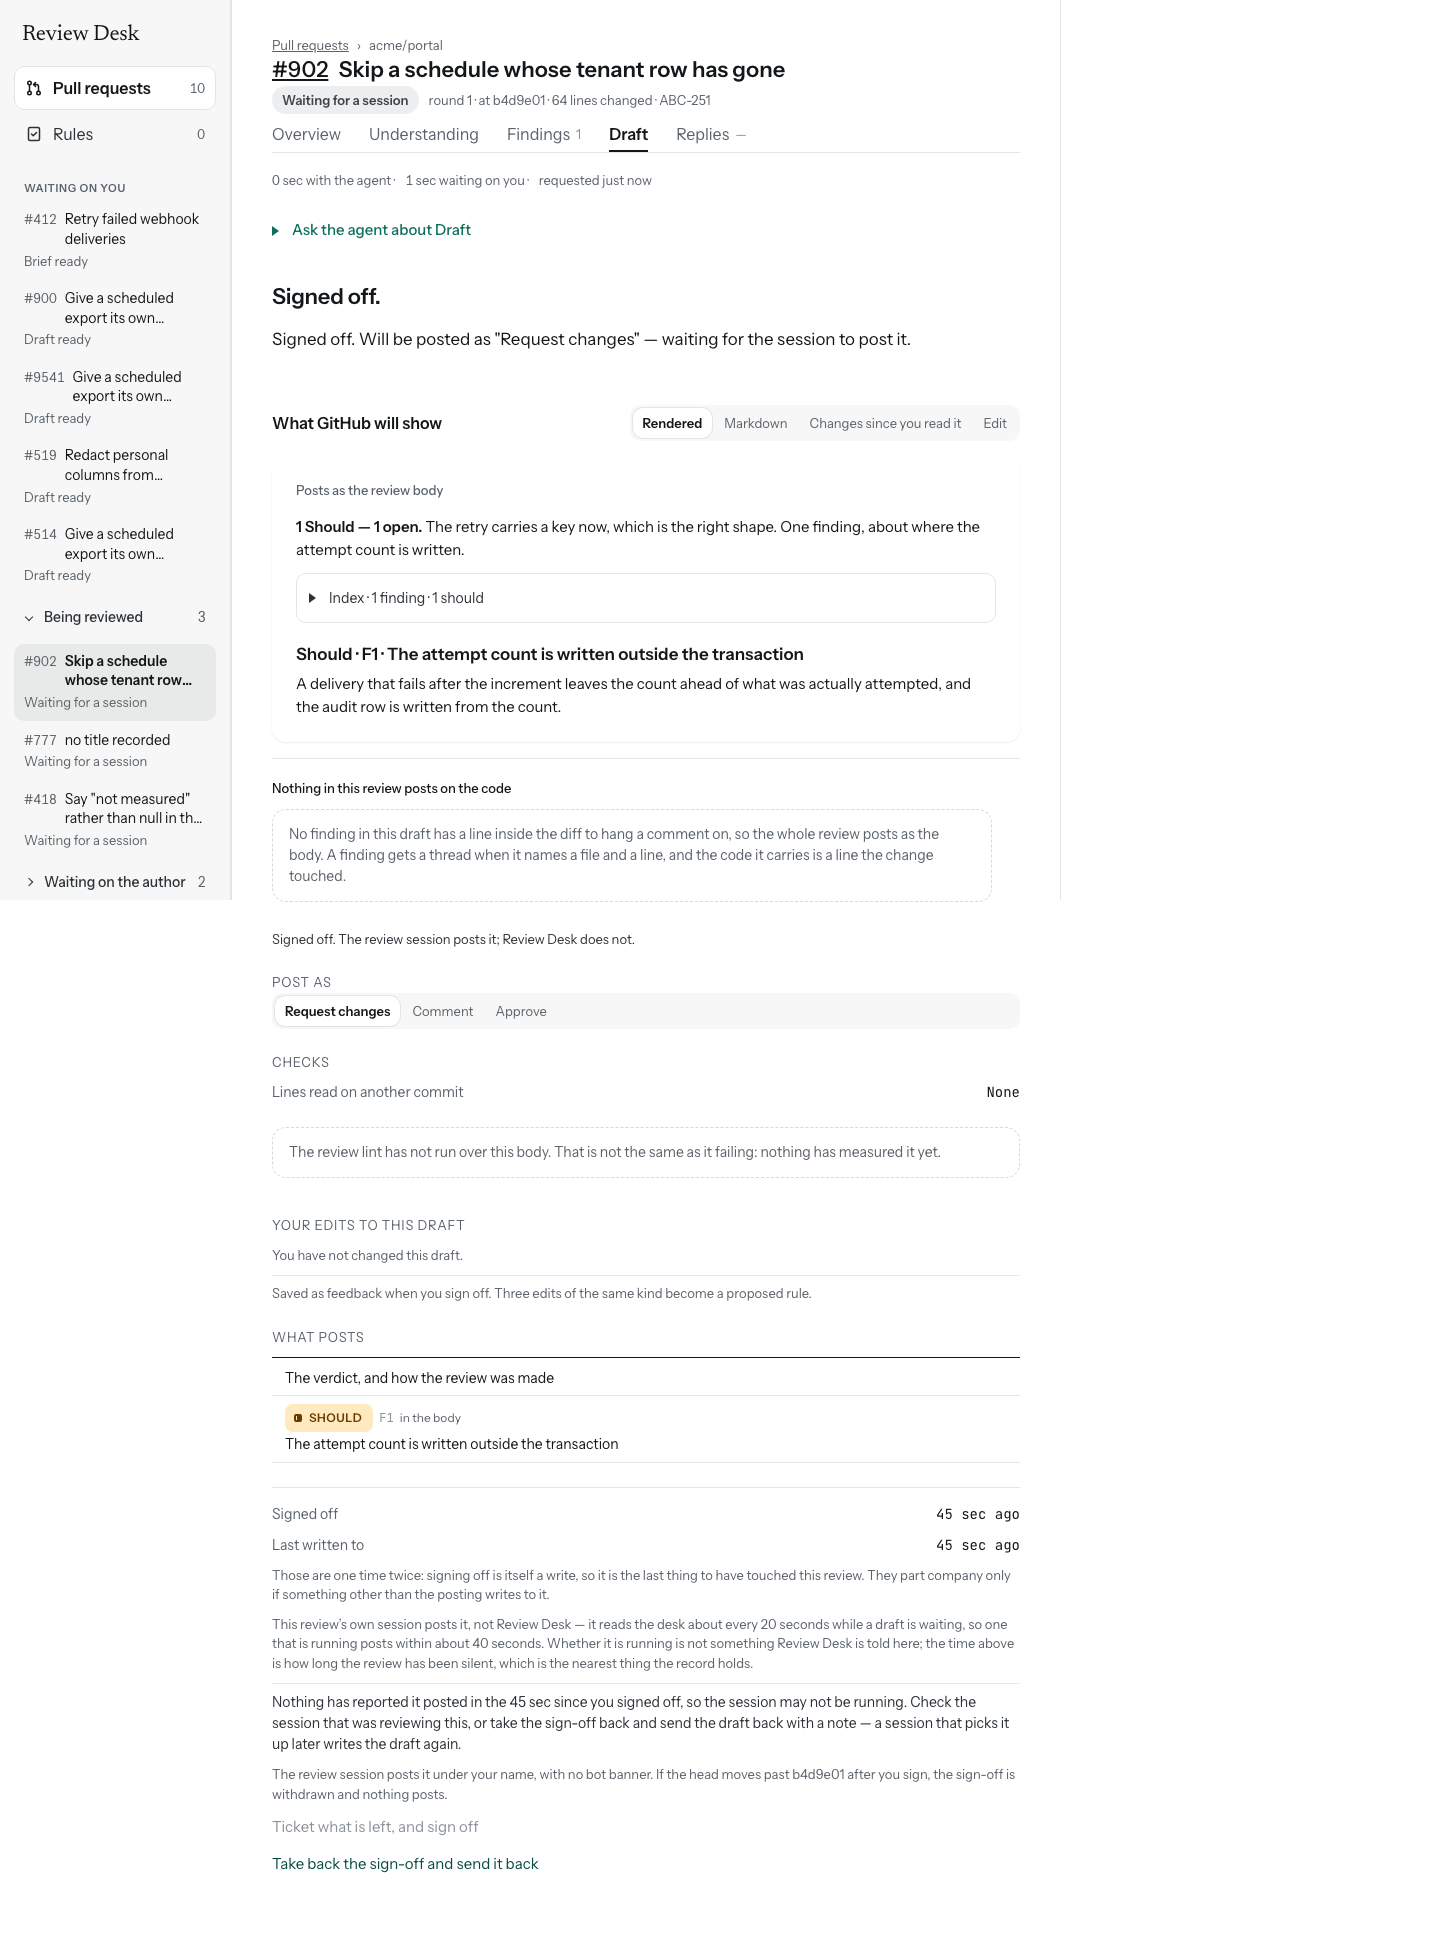 Review Desk
Pull requests 10
Rules 0
WAITING ON YOU
#412 Retry failed webhook
deliveries
Brief ready
#900 Give a scheduled
export its own...
Draft ready
#9541 Give a scheduled
export its own...
Draft ready
#519 Redact personal
columns from...
Draft ready
#514 Give a scheduled
export its own...
Draft ready
Being reviewed 3
#902 Skip a schedule
whose tenant row...
Waiting for a session
#777 no title recorded
Waiting for a session
#418 Say "not measured"
rather than null in th...
Waiting for a session
Waiting on the author 2
Pull requests › acme/portal
#902 Skip a schedule whose tenant row has gone
Waiting for a session round 1 · at b4d9e01 · 64 lines changed · ABC-251
Overview Understanding Findings 1 Draft Replies —
0 sec with the agent · 1 sec waiting on you · requested just now
Ask the agent about Draft
Signed off.
Signed off. Will be posted as "Request changes" — waiting for the session to post it.
What GitHub will show Rendered Markdown Changes since you read it Edit
Posts as the review body
1 Should — 1 open. The retry carries a key now, which is the right shape. One finding, about where the
attempt count is written.
Index · 1 finding · 1 should
Should · F1 · The attempt count is written outside the transaction
A delivery that fails after the increment leaves the count ahead of what was actually attempted, and
the audit row is written from the count.
Nothing in this review posts on the code
No finding in this draft has a line inside the diff to hang a comment on, so the whole review posts as the
body. A finding gets a thread when it names a file and a line, and the code it carries is a line the change
touched.
Signed off. The review session posts it; Review Desk does not.
POST AS
Request changes Comment Approve
CHECKS
Lines read on another commit None
The review lint has not run over this body. That is not the same as it failing: nothing has measured it yet.
YOUR EDITS TO THIS DRAFT
You have not changed this draft.
Saved as feedback when you sign off. Three edits of the same kind become a proposed rule.
WHAT POSTS
The verdict, and how the review was made
SHOULD F1 in the body
The attempt count is written outside the transaction
Signed off 45 sec ago
Last written to 45 sec ago
Those are one time twice: signing off is itself a write, so it is the last thing to have touched this review. They part company only
if something other than the posting writes to it.
This review's own session posts it, not Review Desk — it reads the desk about every 20 seconds while a draft is waiting, so one
that is running posts within about 40 seconds. Whether it is running is not something Review Desk is told here; the time above
is how long the review has been silent, which is the nearest thing the record holds.
Nothing has reported it posted in the 45 sec since you signed off, so the session may not be running. Check the
session that was reviewing this, or take the sign-off back and send the draft back with a note — a session that picks it
up later writes the draft again.
The review session posts it under your name, with no bot banner. If the head moves past b4d9e01 after you sign, the sign-off is
withdrawn and nothing posts.
Ticket what is left, and sign off
Take back the sign-off and send it back